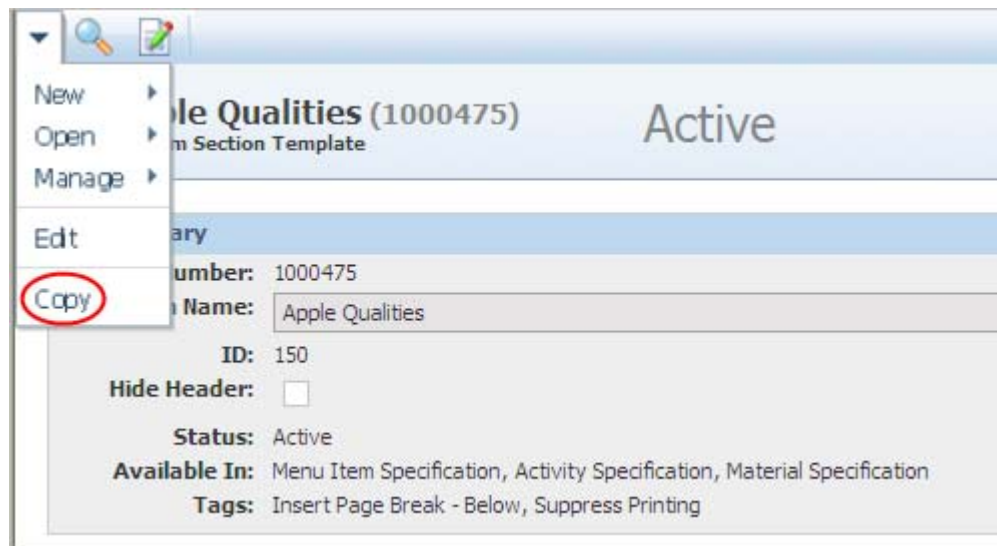 New
Open
Manage
Edit
Copy
le Qualities (1000475)
m Section Template
Active
ary
umber: 1000475
Name: Apple Qualities
ID: 150
Hide Header:
Status: Active
Available In: Menu Item Specification, Activity Specification, Material Specification
Tags: Insert Page Break - Below, Suppress Printing